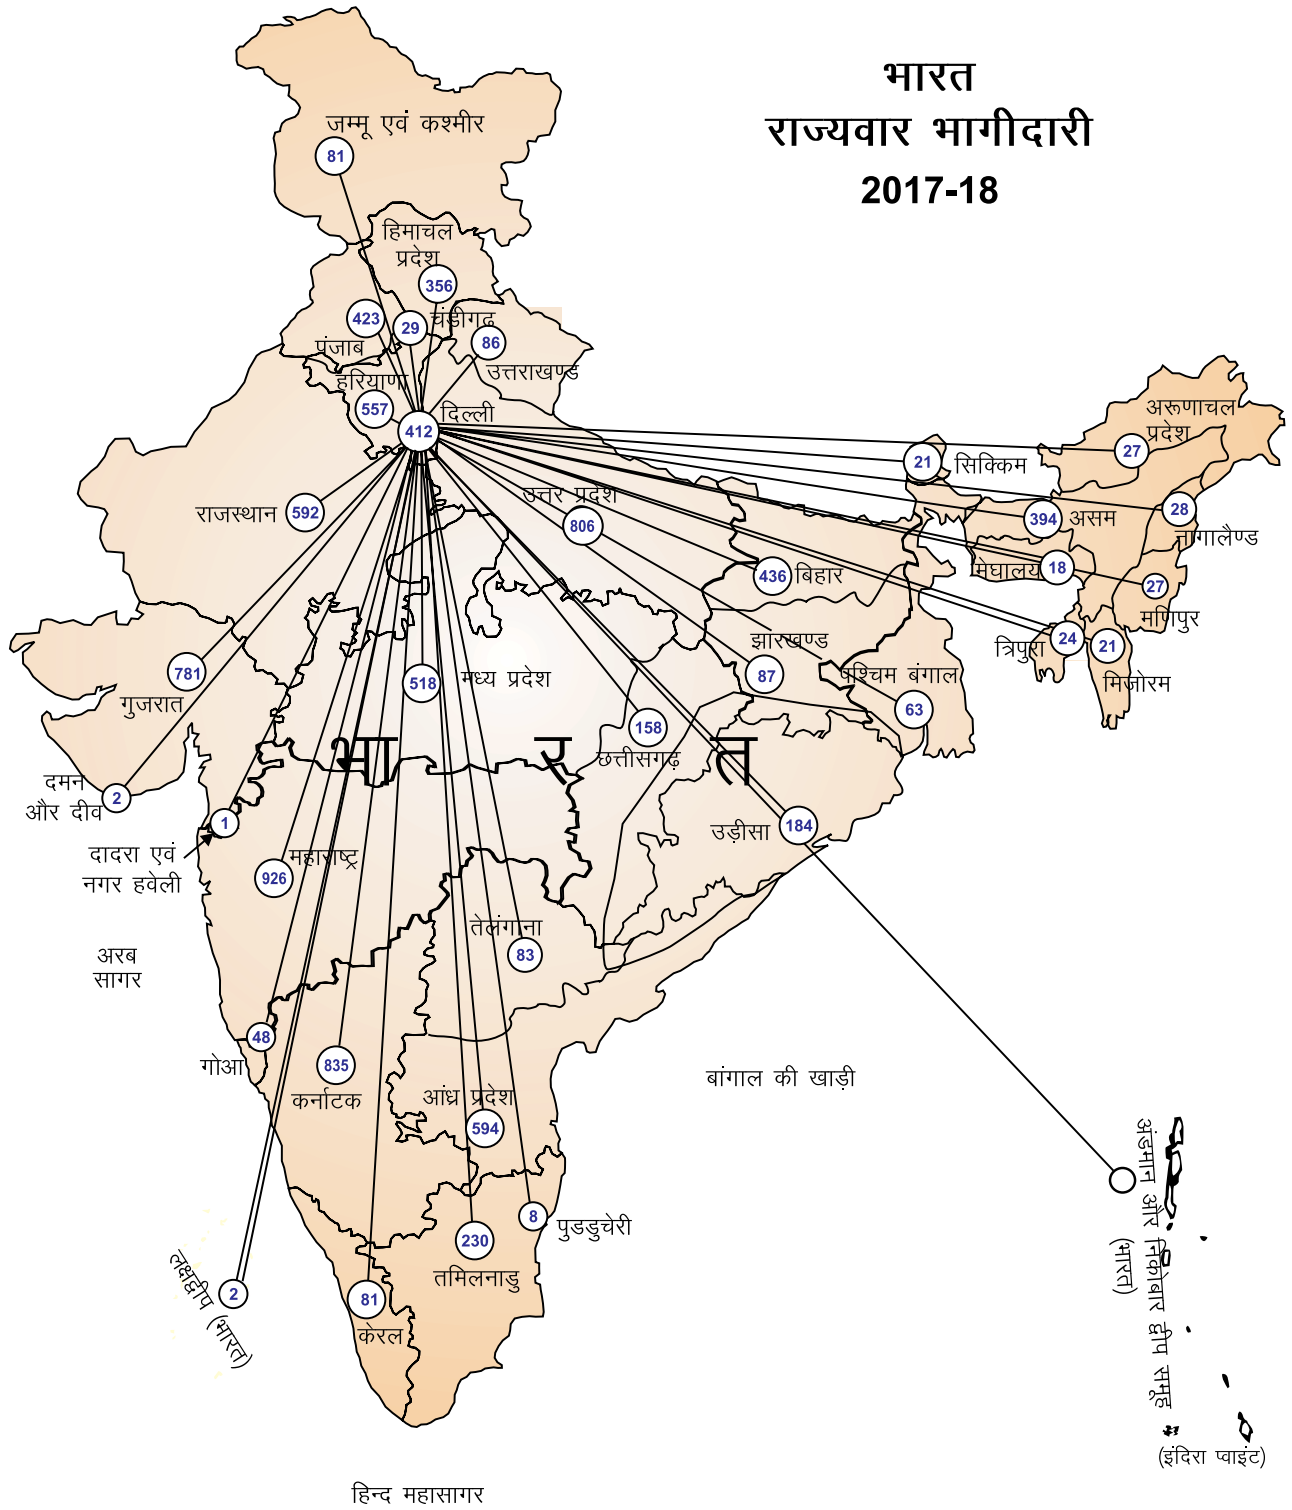 भारत
राज्यवार भागीदारी
2017-18
जम्मू एवं कश्मीर
81
हिमाचल
प्रदेश
356
423
29
चंडीगढ़
पंजाब
86
उत्तराखण्ड
हरियाणा
557
दिल्ली
412
अरूणाचल
प्रदेश
27
21
सिक्किम
राजस्थान
592
उत्तर प्रदेश
806
394
असम
28
नागालैण्ड
436
बिहार
मेघालय
18
27
मणिपुर
झारखण्ड
87
त्रिपुरा
24
21
मिजोरम
781
गुजरात
518
मध्य प्रदेश
पश्चिम बंगाल
63
158
छत्तीसगढ़
भा र त
दमन
और दीव
2
1
दादरा एवं
नगर हवेली
उड़ीसा
184
महाराष्ट्र
926
तेलंगाना
83
अरब
सागर
48
गोआ
835
कर्नाटक
आंध्र प्रदेश
594
बांगाल की खाड़ी
8
पुडडुचेरी
230
तमिलनाडु
लक्षद्वीप (भारत)
2
81
केरल
अंडमान और निकोबार द्वीप समूह
(भारत)
(इंदिरा प्वाइंट)
हिन्द महासागर